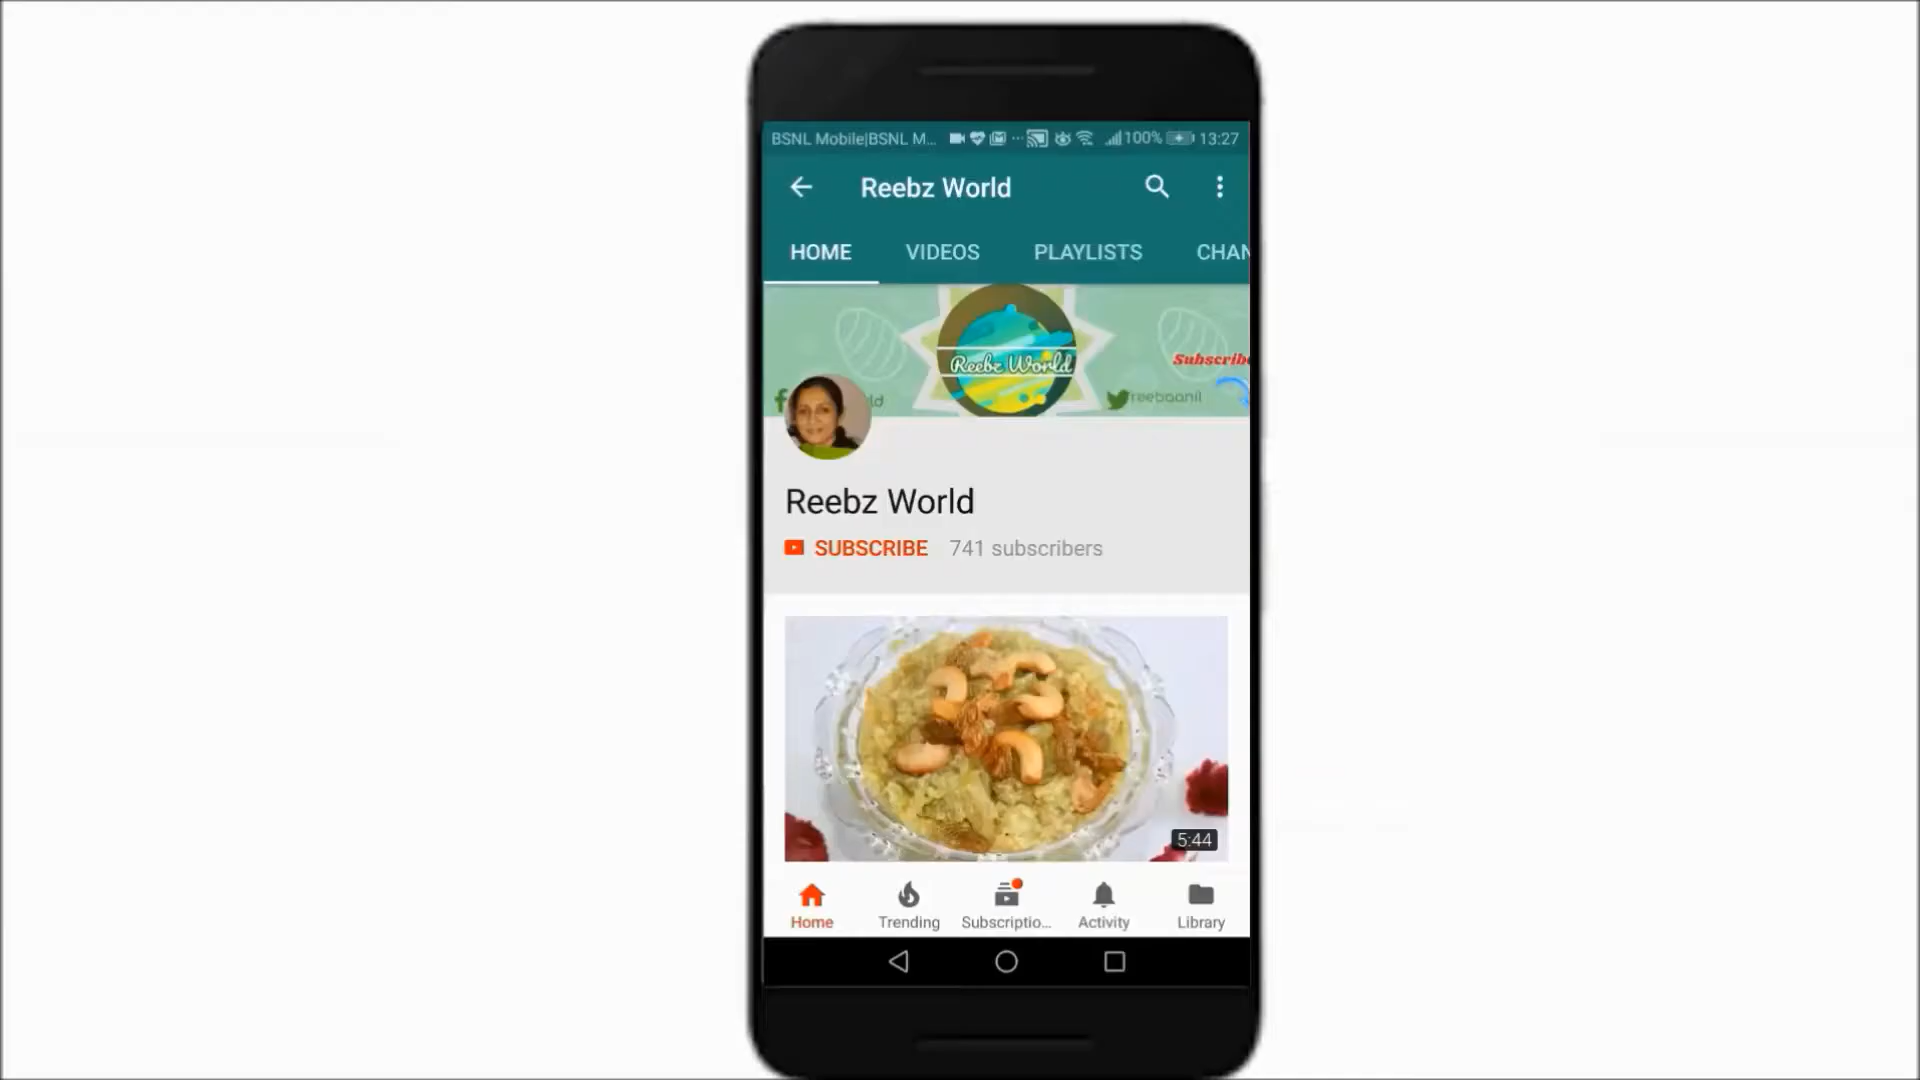 BSNL Mobile|BSNL M... 100% 13:27
Reebz World
HOME VIDEOS PLAYLISTS CHAN
Reebz World
Subscribe
ld reebaanil
Reebz World
SUBSCRIBE 741 subscribers
5:44
Home Trending Subscriptio... Activity Library